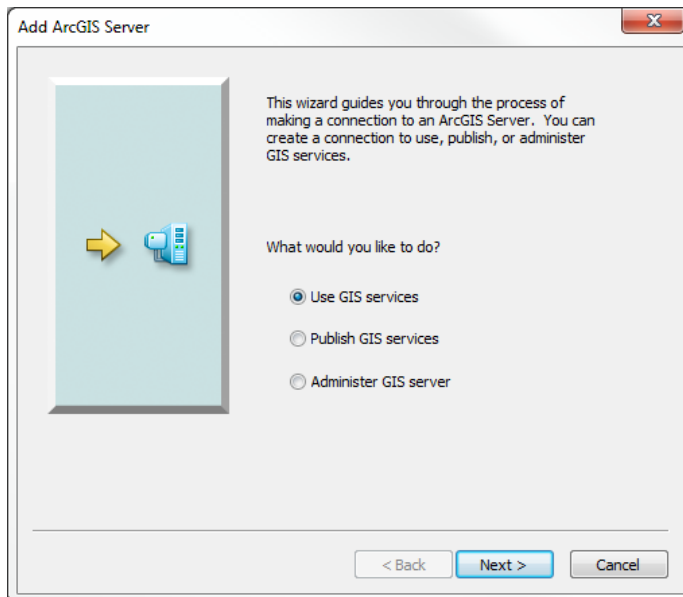 Add ArcGIS Server
This wizard guides you through the process of
making a connection to an ArcGIS Server.  You can
create a connection to use, publish, or administer
GIS services.
What would you like to do?
Use GIS services
Publish GIS services
Administer GIS server
< Back
Next >
Cancel